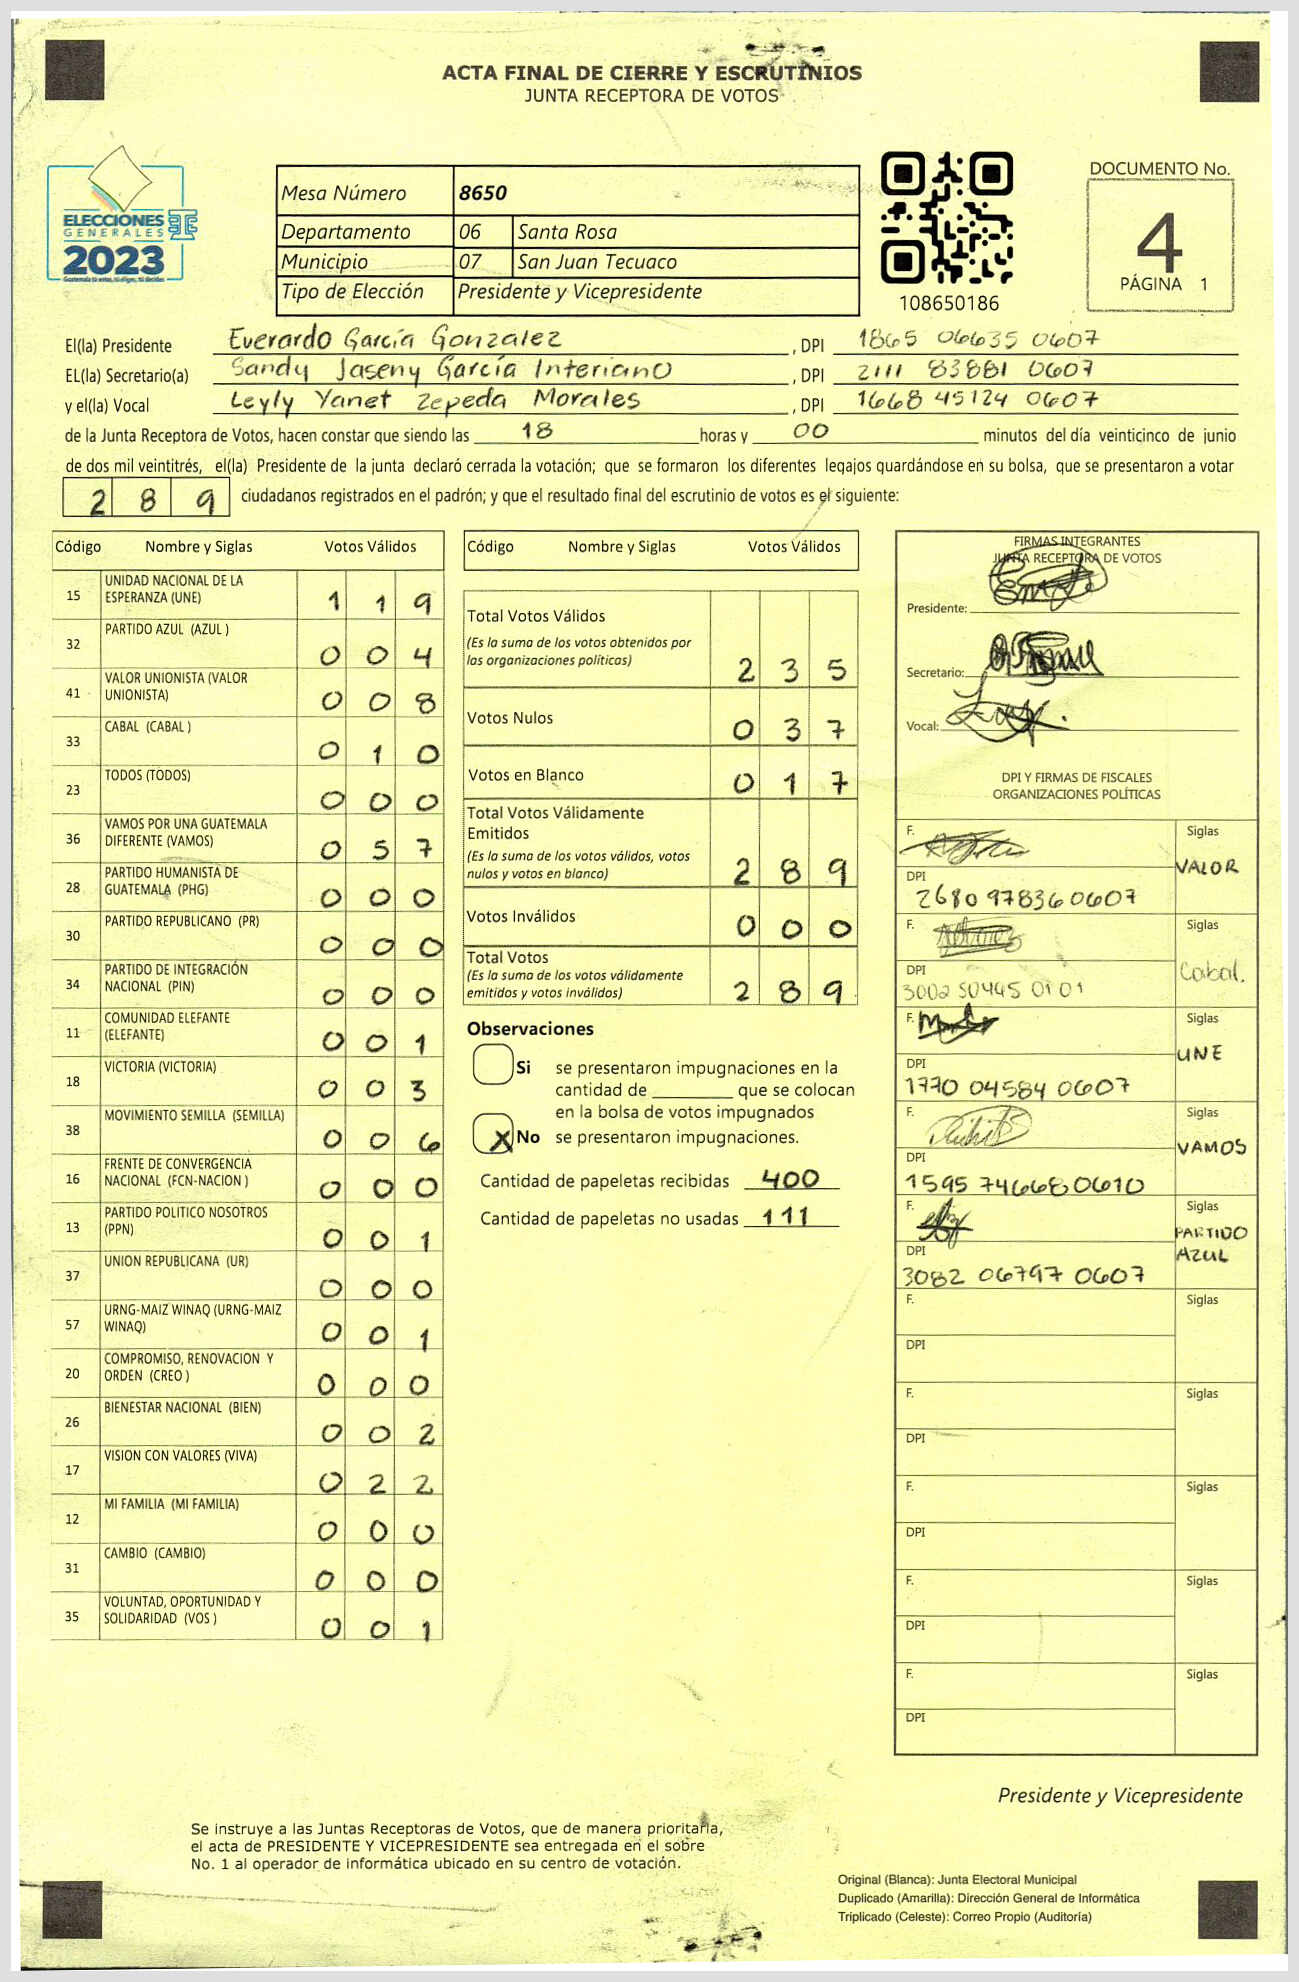 ACTA FINAL DE CIERRE Y ESCRUTINIOS
JUNTA RECEPTORA DE VOTOS
ELECCIONES
GENERALES
2023
Guatemala tú votas, tú eliges, tú decides
Mesa Número 8650
Departamento 06 Santa Rosa
Municipio 07 San Juan Tecuaco
Tipo de Elección Presidente y Vicepresidente
108650186
DOCUMENTO No.
4
PÁGINA 1
El(la) Presidente Everardo García Gonzalez , DPI 1865 06635 0607
EL(la) Secretario(a) Sandy Jaseny García Interiano , DPI 2111 83881 0607
y el(la) Vocal Leyly Yanet Zepeda Morales , DPI 1668 45124 0607
de la Junta Receptora de Votos, hacen constar que siendo las 18 horas y 00 minutos del día veinticinco de junio
de dos mil veintitrés, el(la) Presidente de la junta declaró cerrada la votación; que se formaron los diferentes legajos guardándose en su bolsa, que se presentaron a votar
2 8 9 ciudadanos registrados en el padrón; y que el resultado final del escrutinio de votos es el siguiente:
Código Nombre y Siglas Votos Válidos
15 UNIDAD NACIONAL DE LA ESPERANZA (UNE) 1 1 9
32 PARTIDO AZUL (AZUL ) 0 0 4
41 VALOR UNIONISTA (VALOR UNIONISTA) 0 0 8
33 CABAL (CABAL ) 0 1 0
23 TODOS (TODOS) 0 0 0
36 VAMOS POR UNA GUATEMALA DIFERENTE (VAMOS) 0 5 7
28 PARTIDO HUMANISTA DE GUATEMALA (PHG) 0 0 0
30 PARTIDO REPUBLICANO (PR) 0 0 0
34 PARTIDO DE INTEGRACIÓN NACIONAL (PIN) 0 0 0
11 COMUNIDAD ELEFANTE (ELEFANTE) 0 0 1
18 VICTORIA (VICTORIA) 0 0 3
38 MOVIMIENTO SEMILLA (SEMILLA) 0 0 6
16 FRENTE DE CONVERGENCIA NACIONAL (FCN-NACION ) 0 0 0
13 PARTIDO POLITICO NOSOTROS (PPN) 0 0 1
37 UNION REPUBLICANA (UR) 0 0 0
57 URNG-MAIZ WINAQ (URNG-MAIZ WINAQ) 0 0 1
20 COMPROMISO, RENOVACION Y ORDEN (CREO ) 0 0 0
26 BIENESTAR NACIONAL (BIEN) 0 0 2
17 VISION CON VALORES (VIVA) 0 2 2
12 MI FAMILIA (MI FAMILIA) 0 0 0
31 CAMBIO (CAMBIO) 0 0 0
35 VOLUNTAD, OPORTUNIDAD Y SOLIDARIDAD (VOS ) 0 0 1
Código Nombre y Siglas Votos Válidos
Total Votos Válidos
(Es la suma de los votos obtenidos por
las organizaciones políticas) 2 3 5
Votos Nulos 0 3 7
Votos en Blanco 0 1 7
Total Votos Válidamente
Emitidos
(Es la suma de los votos válidos, votos
nulos y votos en blanco) 2 8 9
Votos Inválidos 0 0 0
Total Votos
(Es la suma de los votos válidamente
emitidos y votos inválidos) 2 8 9
Observaciones
Si se presentaron impugnaciones en la
cantidad de ________ que se colocan
en la bolsa de votos impugnados
X No se presentaron impugnaciones.
Cantidad de papeletas recibidas 400
Cantidad de papeletas no usadas 111
FIRMAS INTEGRANTES
JUNTA RECEPTORA DE VOTOS
Presidente:
Secretario:
Vocal:
DPI Y FIRMAS DE FISCALES
ORGANIZACIONES POLÍTICAS
F. Siglas
VALOR
DPI
2680 97836 0607
F. Siglas
Cabal.
DPI
3002 50445 0101
F. Siglas
UNE
DPI
1770 04584 0607
F. Siglas
VAMOS
DPI
1595 74668 0610
F. Siglas
PARTIDO
AZUL
DPI
3082 06797 0607
F. Siglas
DPI
F. Siglas
DPI
F. Siglas
DPI
F. Siglas
DPI
F. Siglas
DPI
Presidente y Vicepresidente
Se instruye a las Juntas Receptoras de Votos, que de manera prioritaria,
el acta de PRESIDENTE Y VICEPRESIDENTE sea entregada en el sobre
No. 1 al operador de informática ubicado en su centro de votación.
Original (Blanca): Junta Electoral Municipal
Duplicado (Amarilla): Dirección General de Informática
Triplicado (Celeste): Correo Propio (Auditoría)